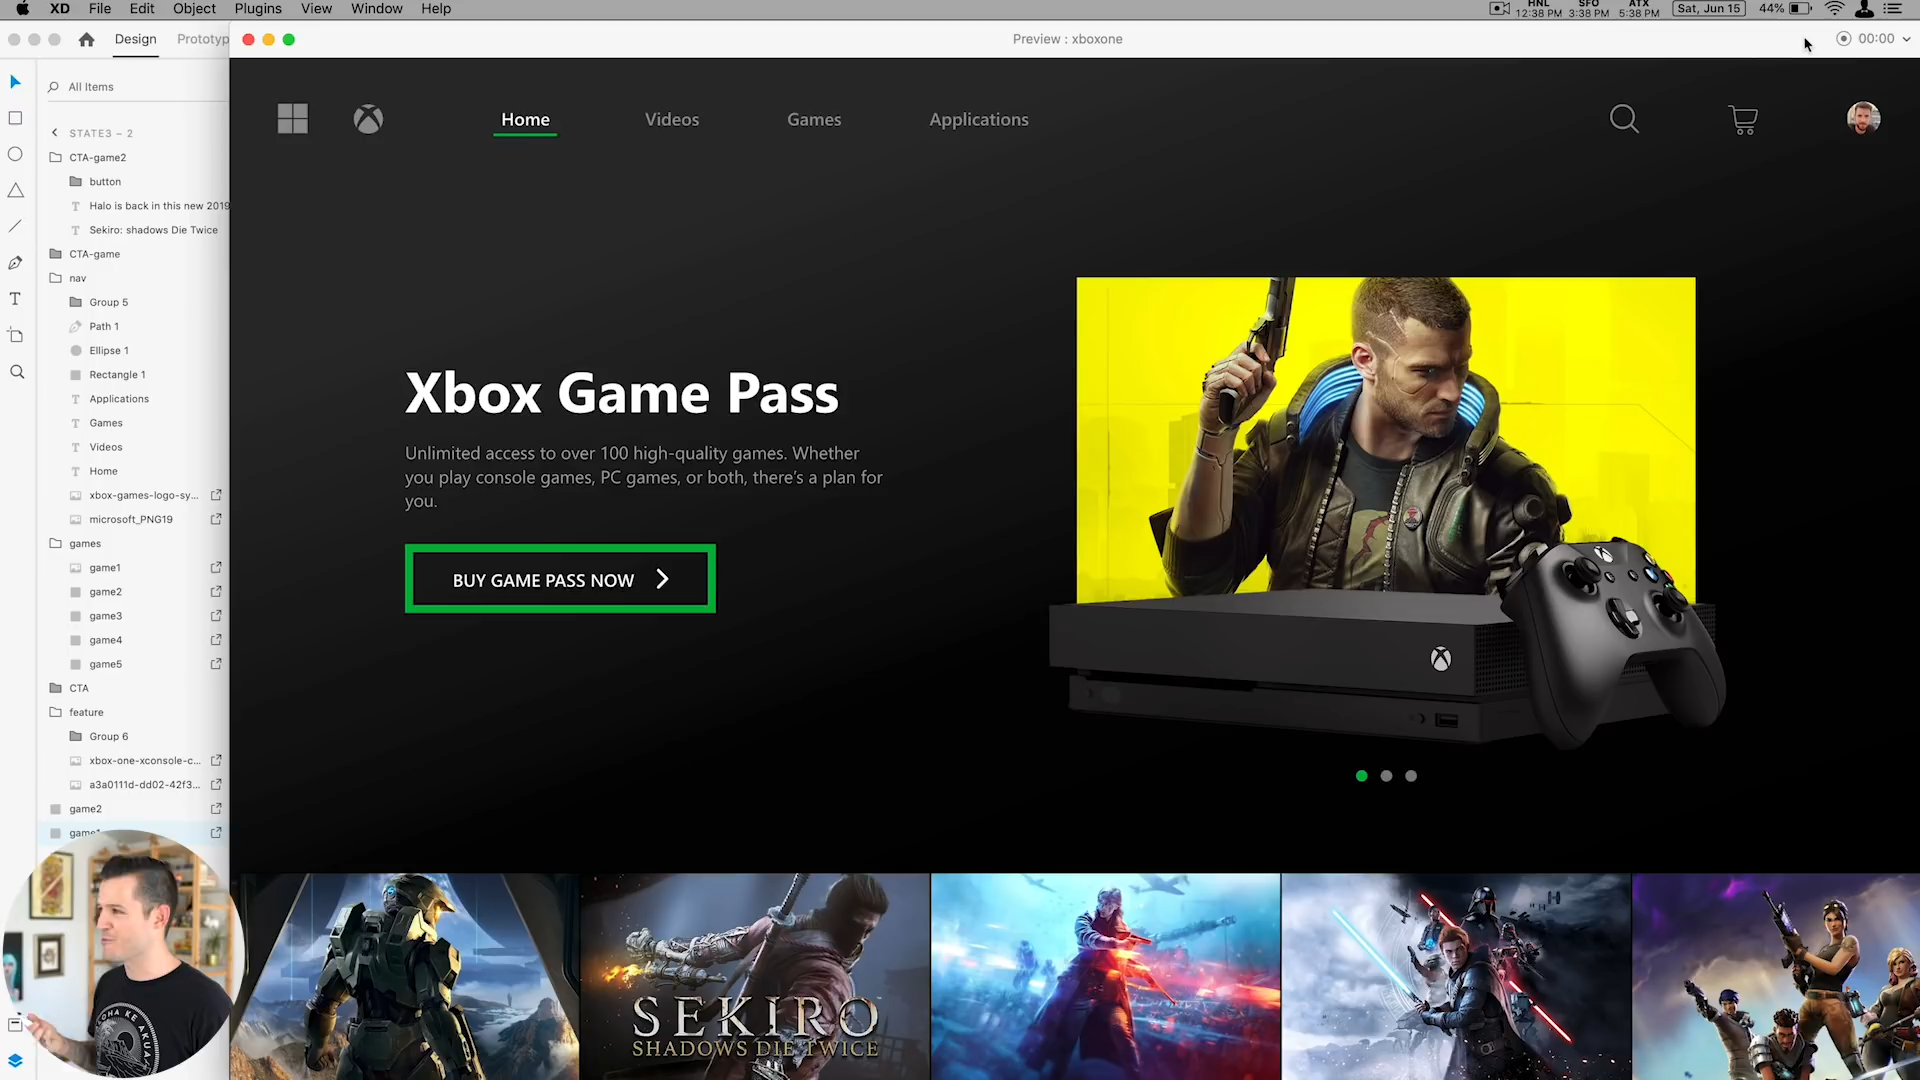 XD File Edit Object Plugins View Window Help
HNL
12:38 PM
SFO
3:38 PM
ATX
5:38 PM
Sat, Jun 15
44%
Design
Prototyp
Preview : xboxone
00:00
All Items
STATE3 – 2
CTA-game2
button
Halo is back in this new 2019
Sekiro: shadows Die Twice
CTA-game
nav
Group 5
Path 1
Ellipse 1
Rectangle 1
Applications
Games
Videos
Home
xbox-games-logo-sy...
microsoft_PNG19
games
game1
game2
game3
game4
game5
CTA
feature
Group 6
xbox-one-xconsole-c...
a3a0111d-dd02-42f3...
game2
game1
Home
Videos
Games
Applications
Xbox Game Pass
Unlimited access to over 100 high-quality games. Whether
you play console games, PC games, or both, there's a plan for
you.
BUY GAME PASS NOW
SEKIRO
SHADOWS DIE TWICE